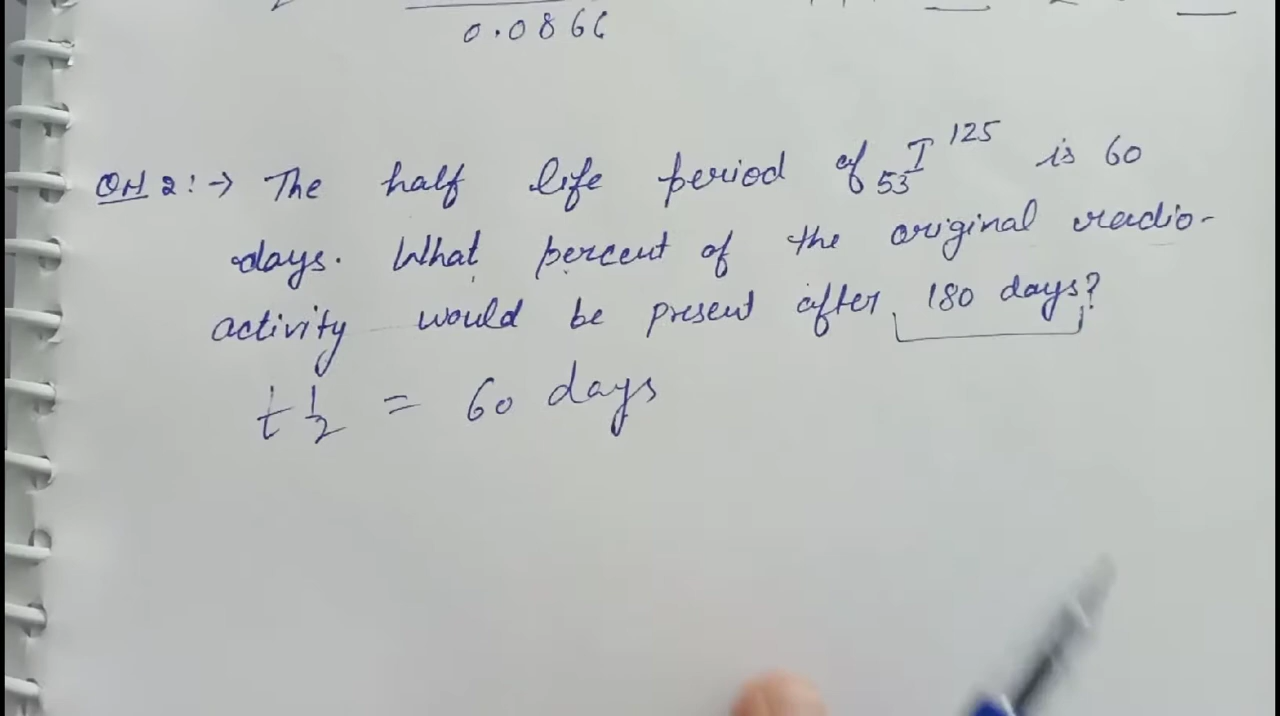 0.0866
QN 2:→ The half life period of ₅₃I¹²⁵ is 60
days. What percent of the original radio-
activity would be present after 180 days?
t½ = 60 days